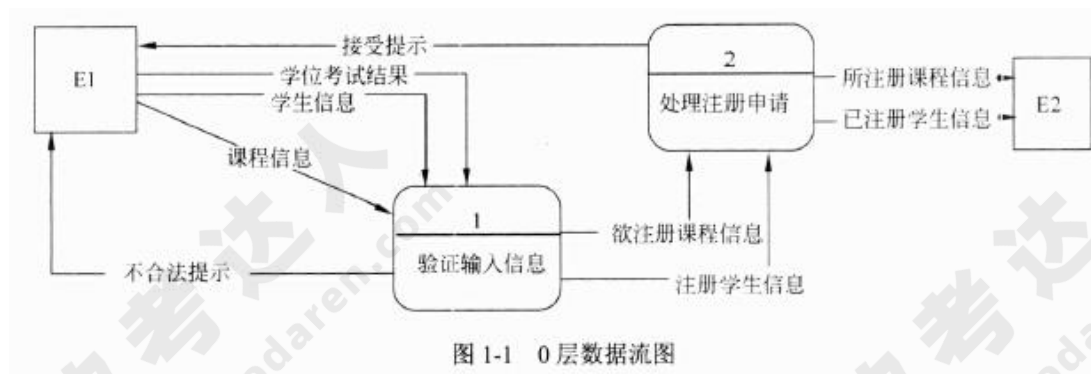 接受提示
2
E1
学位考试结果
所注册课程信息
学生信息
处理注册申请
E2
已注册学生信息
课程信息
1
欲注册课程信息
不合法提示
验证输入信息
注册学生信息
图 1-1 0 层数据流图